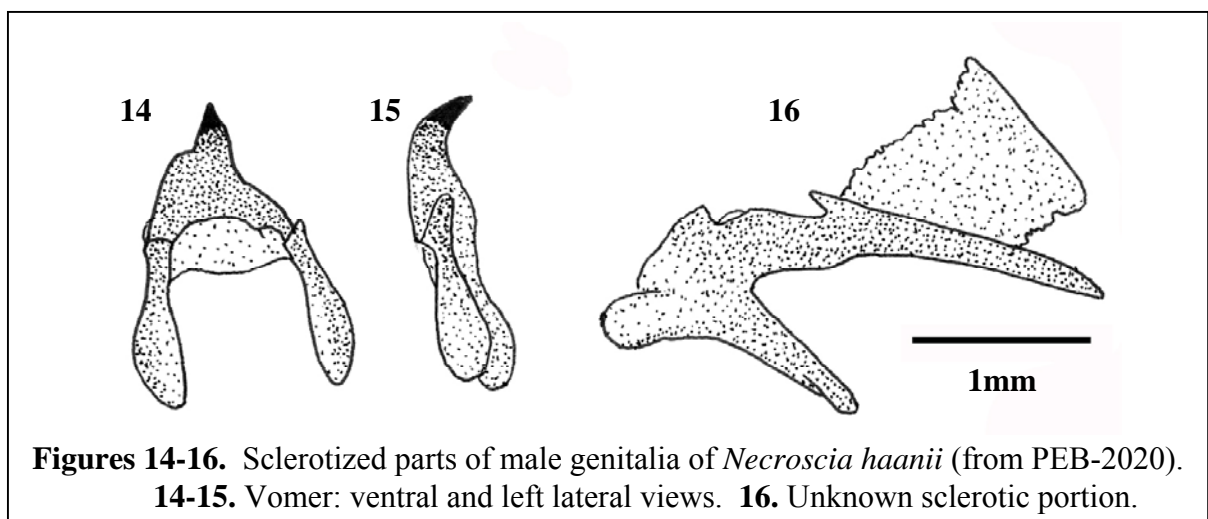 14 15 16
1mm
Figures 14-16. Sclerotized parts of male genitalia of Necroscia haanii (from PEB-2020).
14-15. Vomer: ventral and left lateral views. 16. Unknown sclerotic portion.